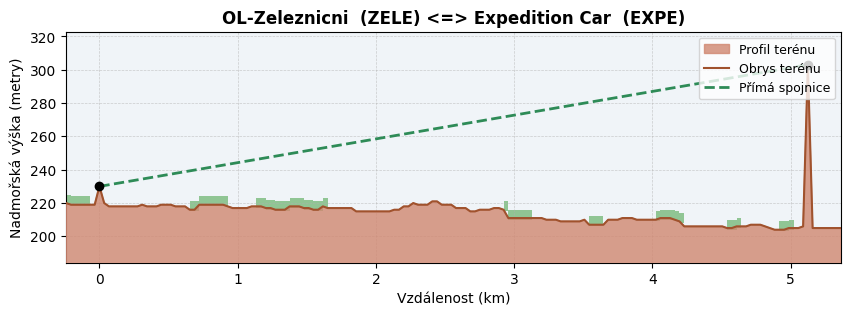 OL-Zeleznicni  (ZELE) <=> Expedition Car  (EXPE)
Nadmořská výška (metry)
320
300
280
260
240
220
200
Profil terénu
Obrys terénu
Přímá spojnice
0
1
2
3
4
5
Vzdálenost (km)